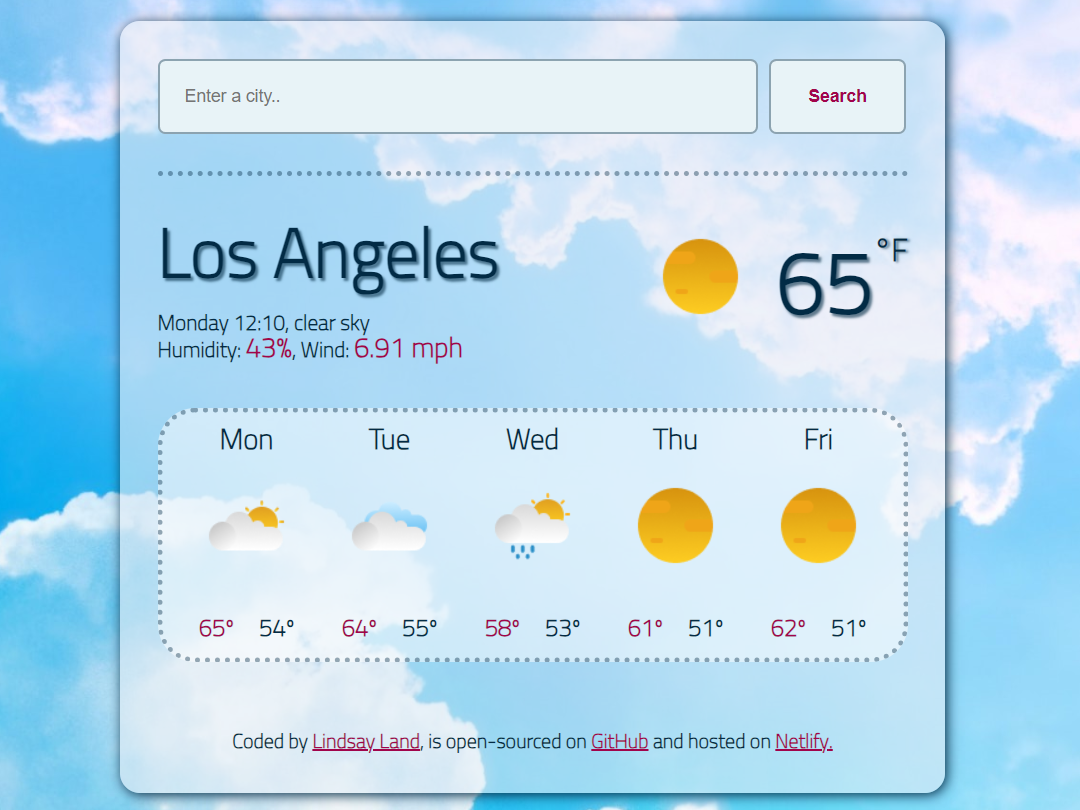 Enter a city..
Search
Los Angeles
65 °F
Monday 12:10, clear sky
Humidity: 43%, Wind: 6.91 mph
Mon Tue Wed Thu Fri
65° 54° 64° 55° 58° 53° 61° 51° 62° 51°
Coded by Lindsay Land, is open-sourced on GitHub and hosted on Netlify.